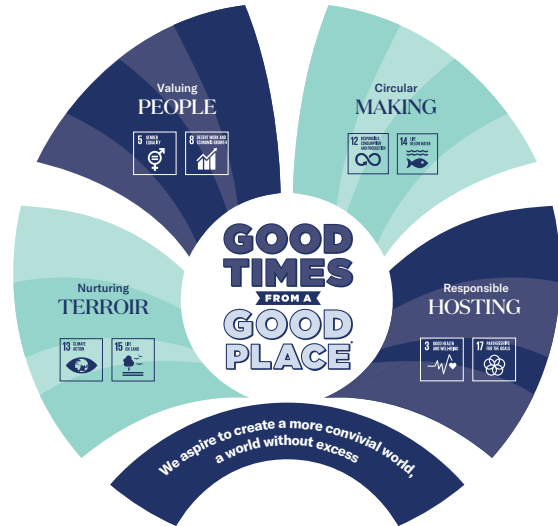 Valuing
PEOPLE
5 GENDER
EQUALITY
8 DECENT WORK AND
ECONOMIC GROWTH
Circular
MAKING
12 RESPONSIBLE
CONSUMPTION
AND PRODUCTION
14 LIFE
BELOW WATER
Nurturing
TERROIR
13 CLIMATE
ACTION
15 LIFE
ON LAND
GOOD
TIMES
FROM A
GOOD
PLACE
Responsible
HOSTING
3 GOOD HEALTH
AND WELL-BEING
17 PARTNERSHIPS
FOR THE GOALS
We aspire to create a more convivial world,
a world without excess